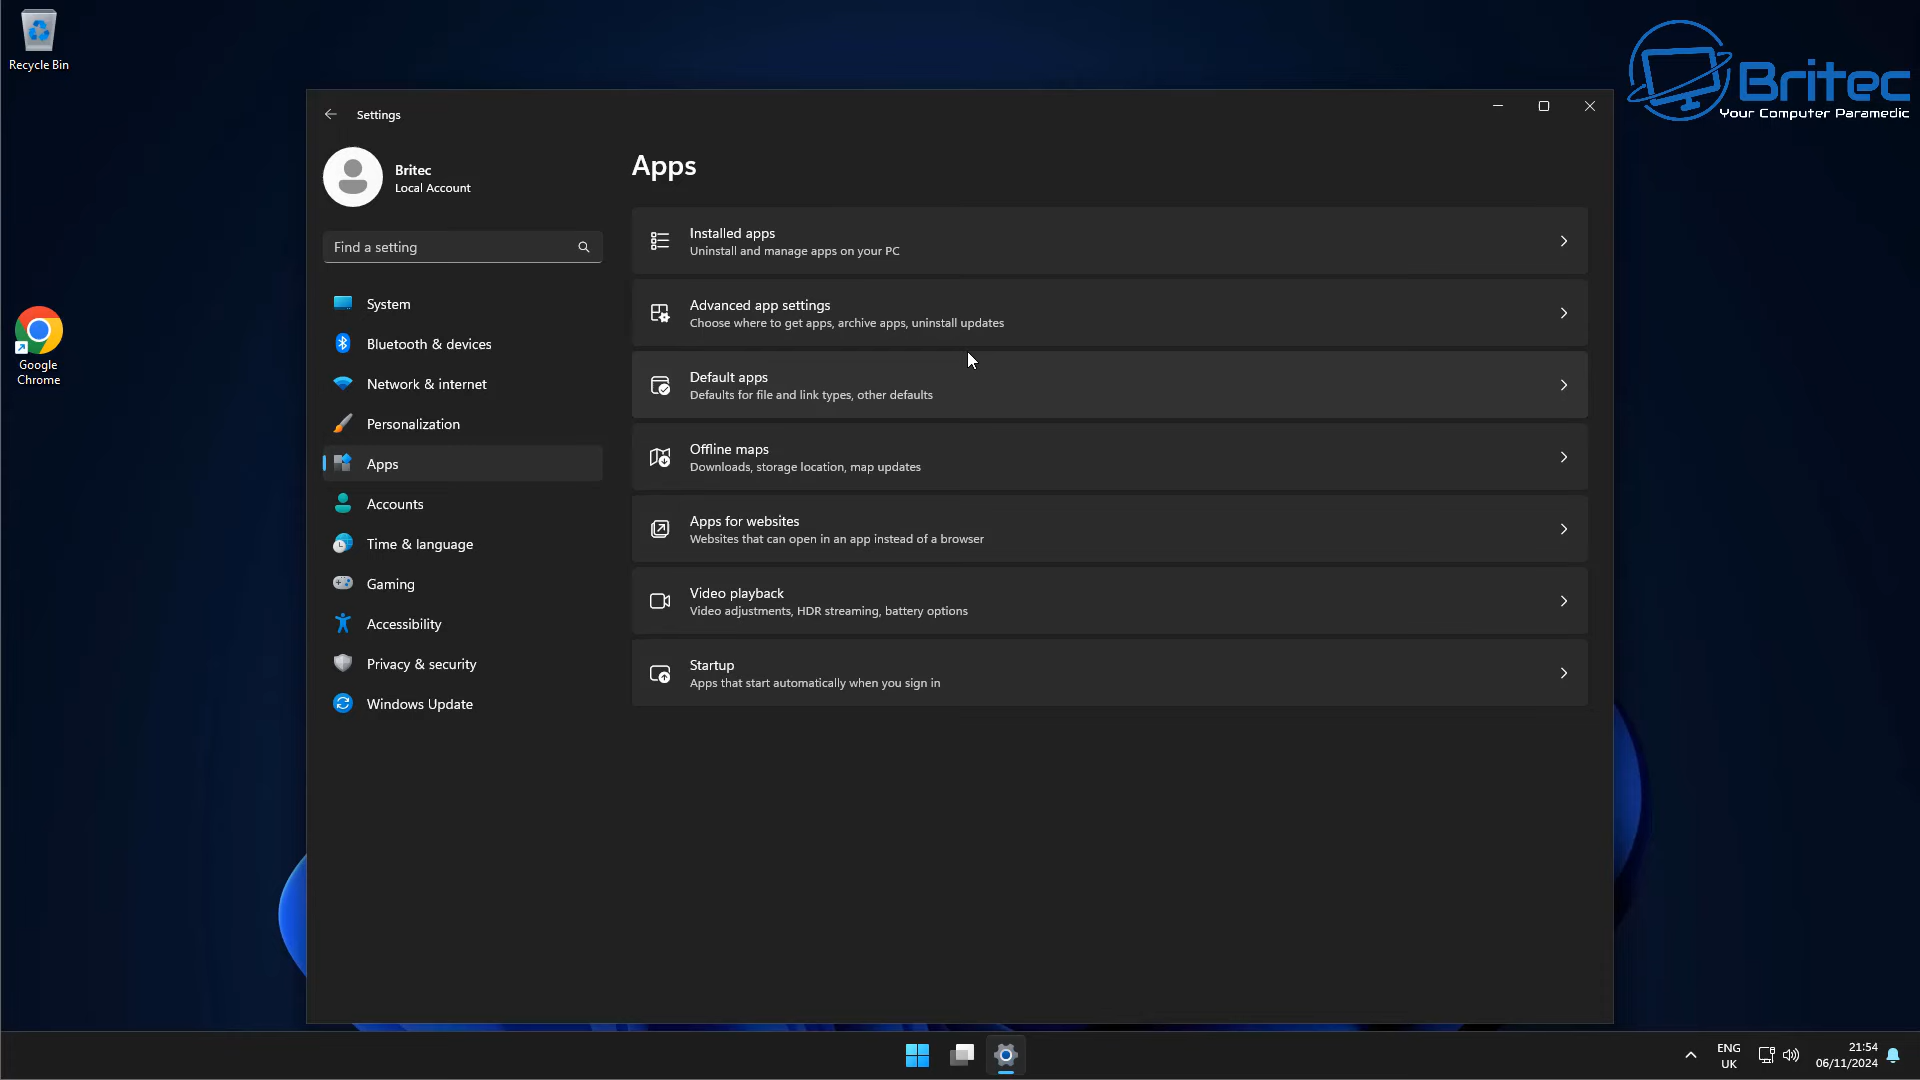 Recycle Bin
Britec
Your Computer Paramedic
Settings
Britec
Local Account
Find a setting
System
Bluetooth & devices
Network & internet
Personalization
Apps
Accounts
Time & language
Gaming
Accessibility
Privacy & security
Windows Update
Google
Chrome
Apps
Installed apps
Uninstall and manage apps on your PC
Advanced app settings
Choose where to get apps, archive apps, uninstall updates
Default apps
Defaults for file and link types, other defaults
Offline maps
Downloads, storage location, map updates
Apps for websites
Websites that can open in an app instead of a browser
Video playback
Video adjustments, HDR streaming, battery options
Startup
Apps that start automatically when you sign in
ENG
UK
21:54
06/11/2024